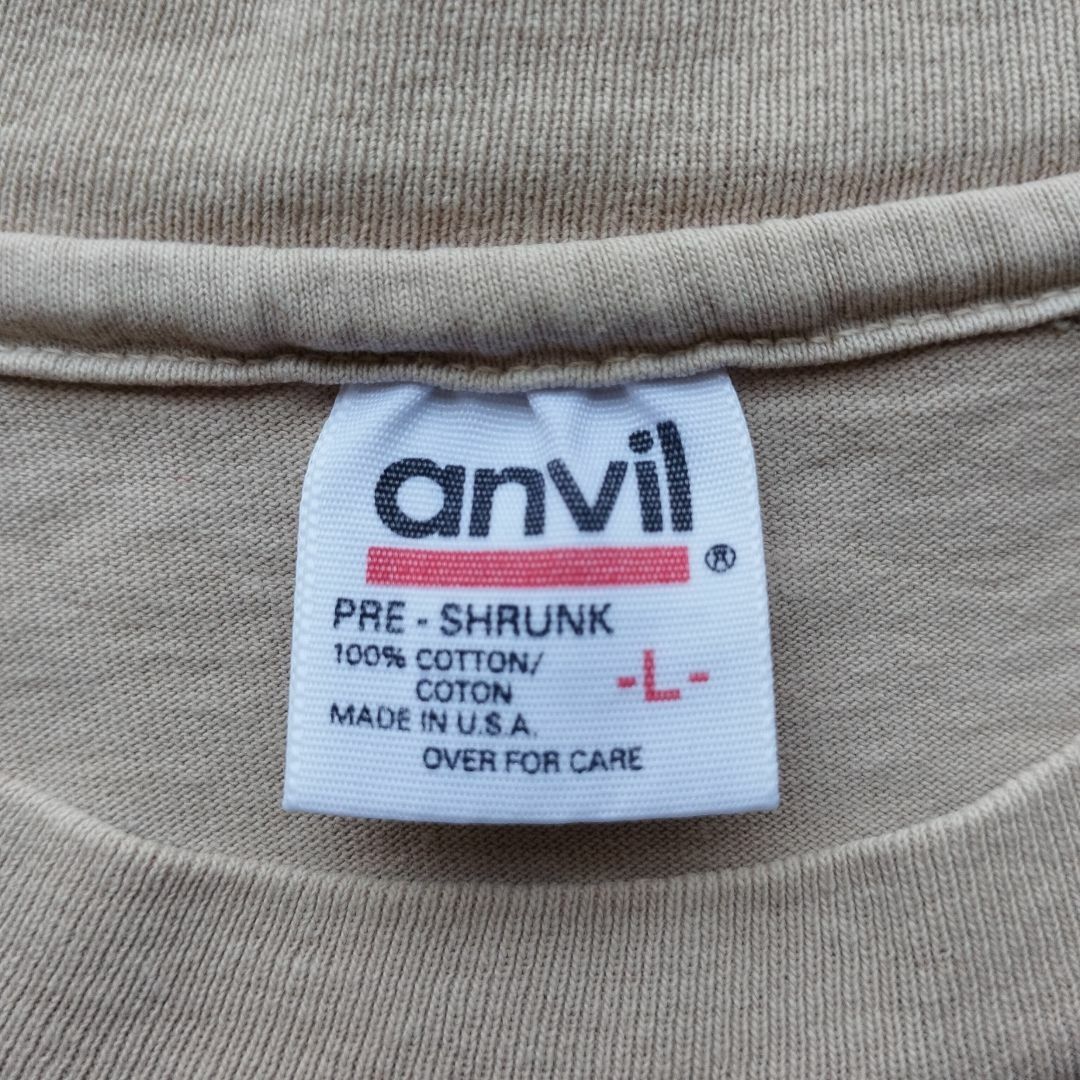 anvil®
PRE - SHRUNK
100% COTTON/
COTON
-L-
MADE IN U.S.A.
OVER FOR CARE